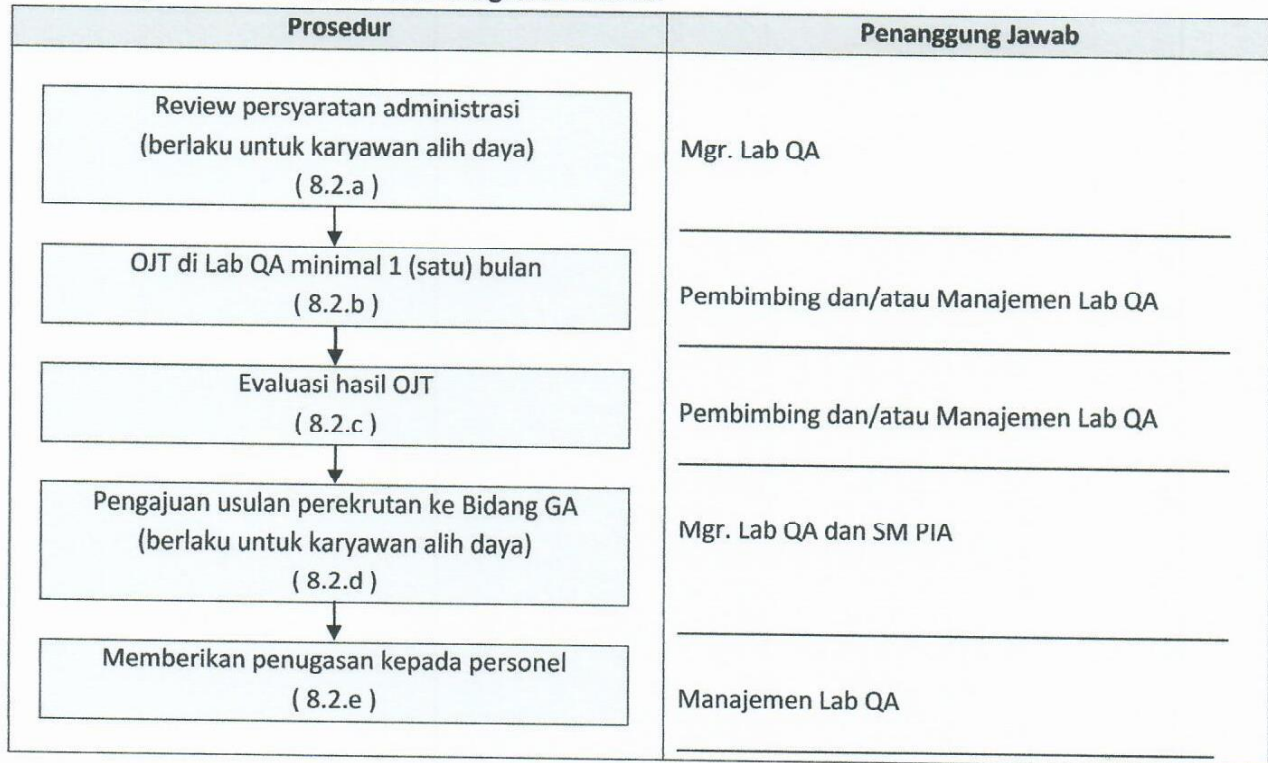 Prosedur
Penanggung Jawab
Review persyaratan administrasi
(berlaku untuk karyawan alih daya)
( 8.2.a )
Mgr. Lab QA
OJT di Lab QA minimal 1 (satu) bulan
( 8.2.b )
Pembimbing dan/atau Manajemen Lab QA
Evaluasi hasil OJT
( 8.2.c )
Pembimbing dan/atau Manajemen Lab QA
Pengajuan usulan perekrutan ke Bidang GA
(berlaku untuk karyawan alih daya)
( 8.2.d )
Mgr. Lab QA dan SM PIA
Memberikan penugasan kepada personel
( 8.2.e )
Manajemen Lab QA